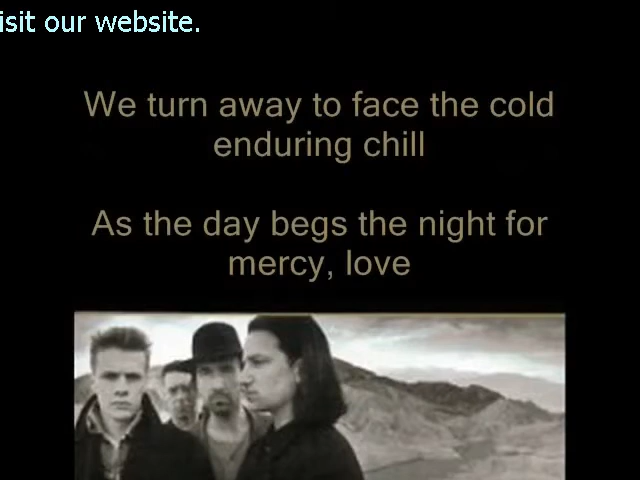 isit our website.
We turn away to face the cold
enduring chill
As the day begs the night for
mercy, love